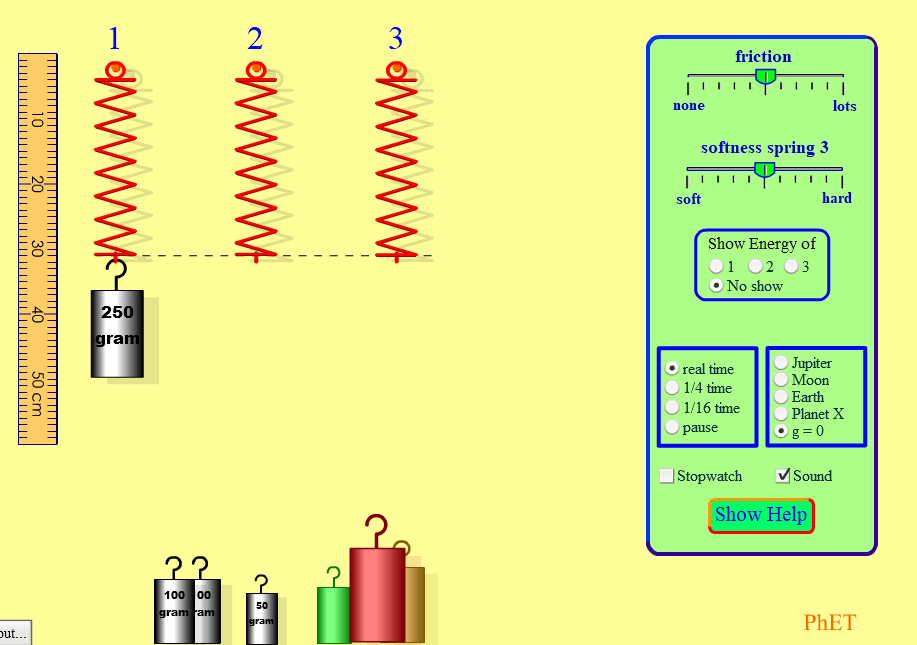 1 2 3
10
20
30
40
50 cm
250
gram
friction
none lots
softness spring 3
soft hard
Show Energy of
1 2 3
No show
real time
1/4 time
1/16 time
pause
Jupiter
Moon
Earth
Planet X
g = 0
Stopwatch Sound
Show Help
100
gram
00
ram
50
gram
PhET
out...